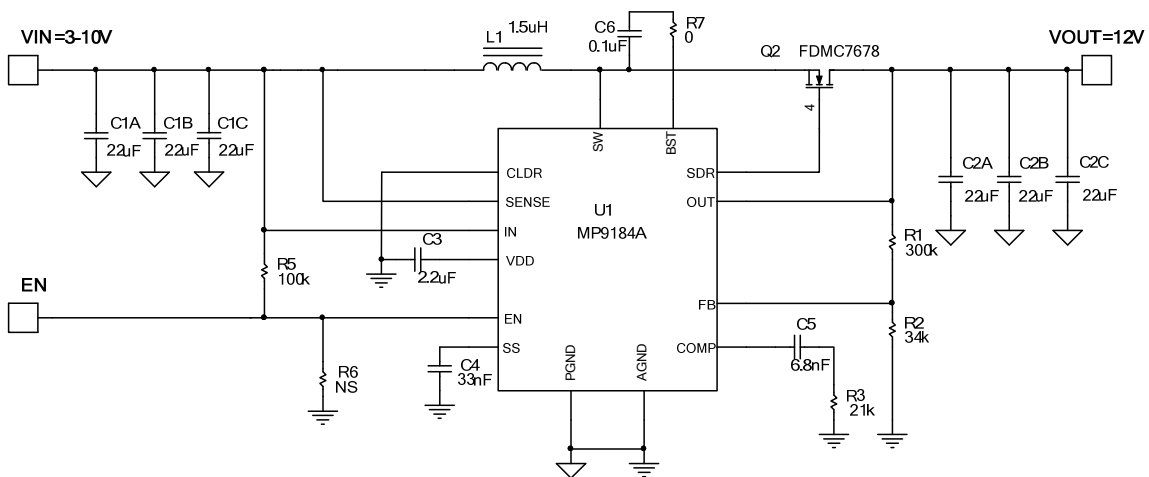 VIN=3-10V
L1
1.5uH
C6
0.1uF
R7
0
Q2
FDMC7678
4
VOUT=12V
C1A
22uF
C1B
22uF
C1C
22uF
SW
BST
CLDR
SENSE
IN
VDD
EN
SS
PGND
AGND
SDR
OUT
FB
COMP
U1
MP9184A
C3
2.2uF
R5
100k
EN
R6
NS
C4
33nF
C5
6.8nF
R3
21k
R1
300k
R2
34k
C2A
22uF
C2B
22uF
C2C
22uF